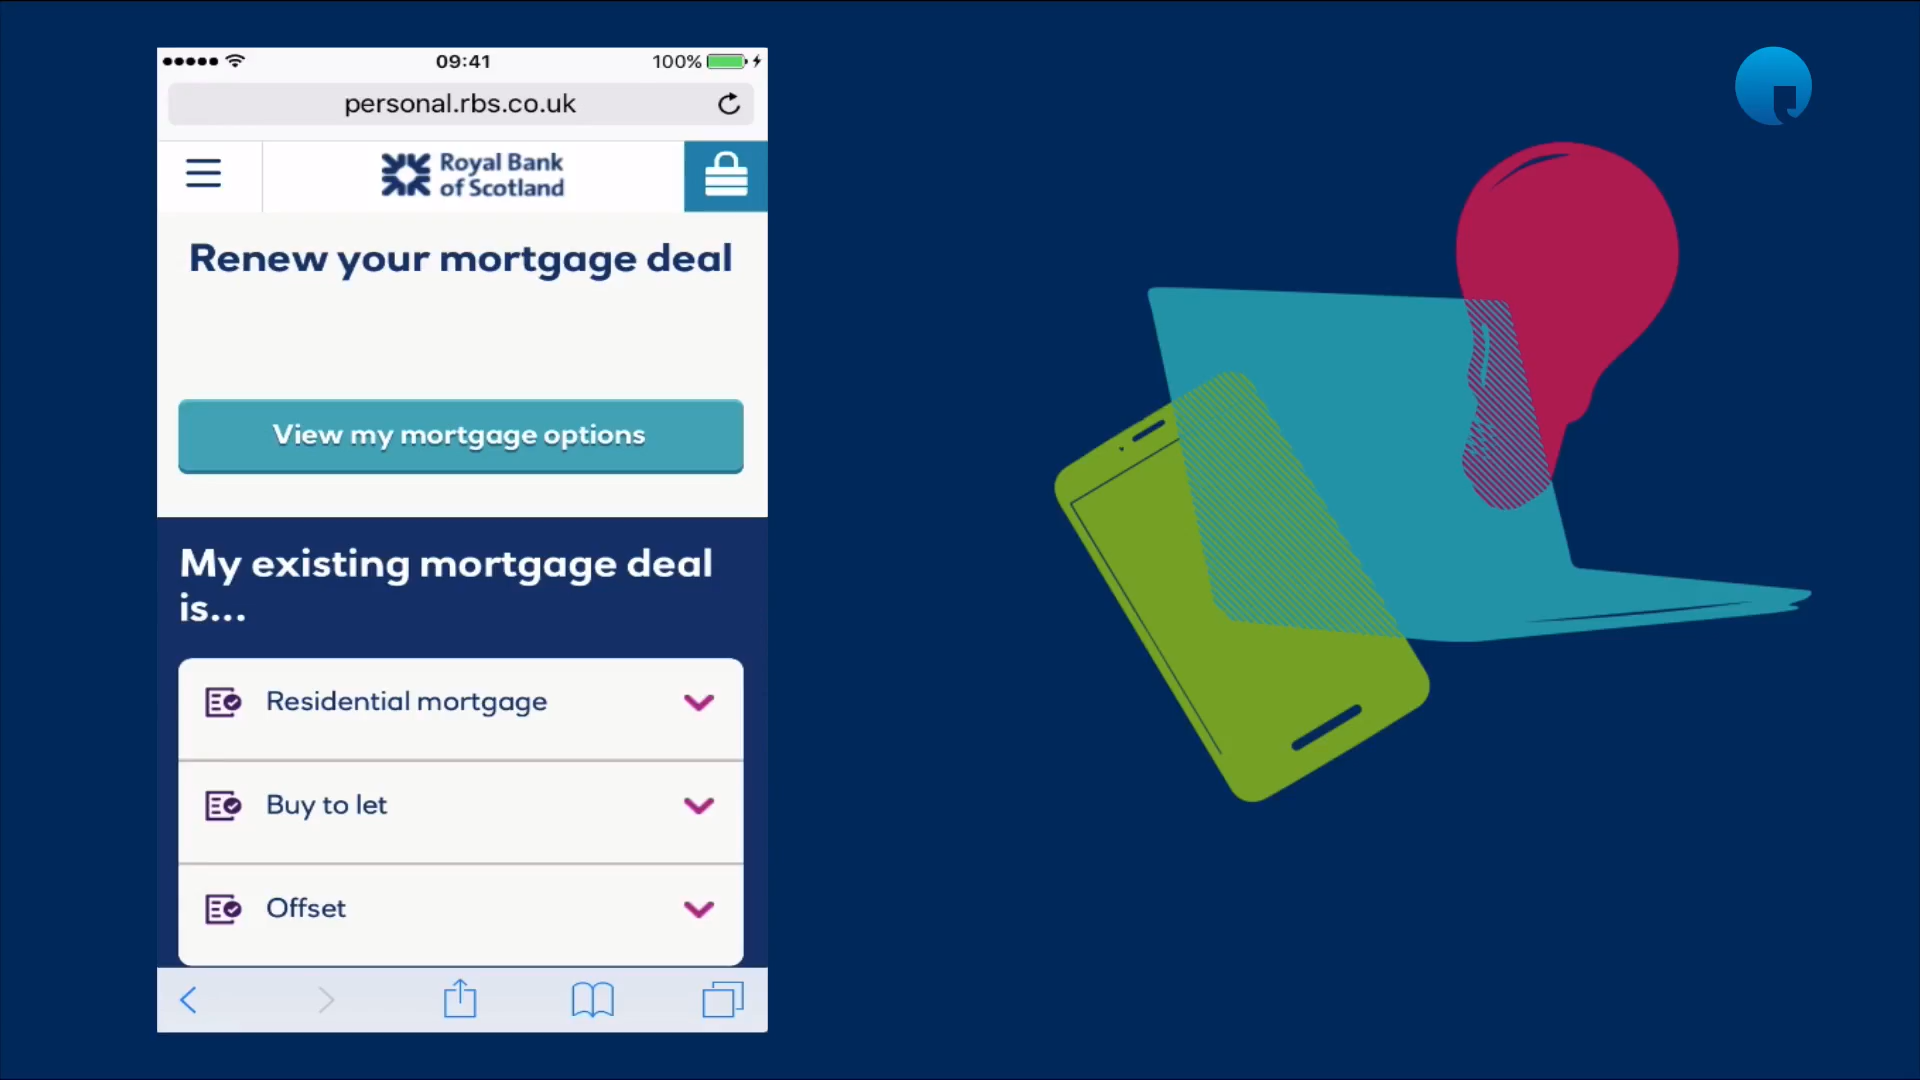 09:41
100%
personal.rbs.co.uk
Royal Bank
of Scotland
Renew your mortgage deal
View my mortgage options
My existing mortgage deal
is...
Residential mortgage
Buy to let
Offset